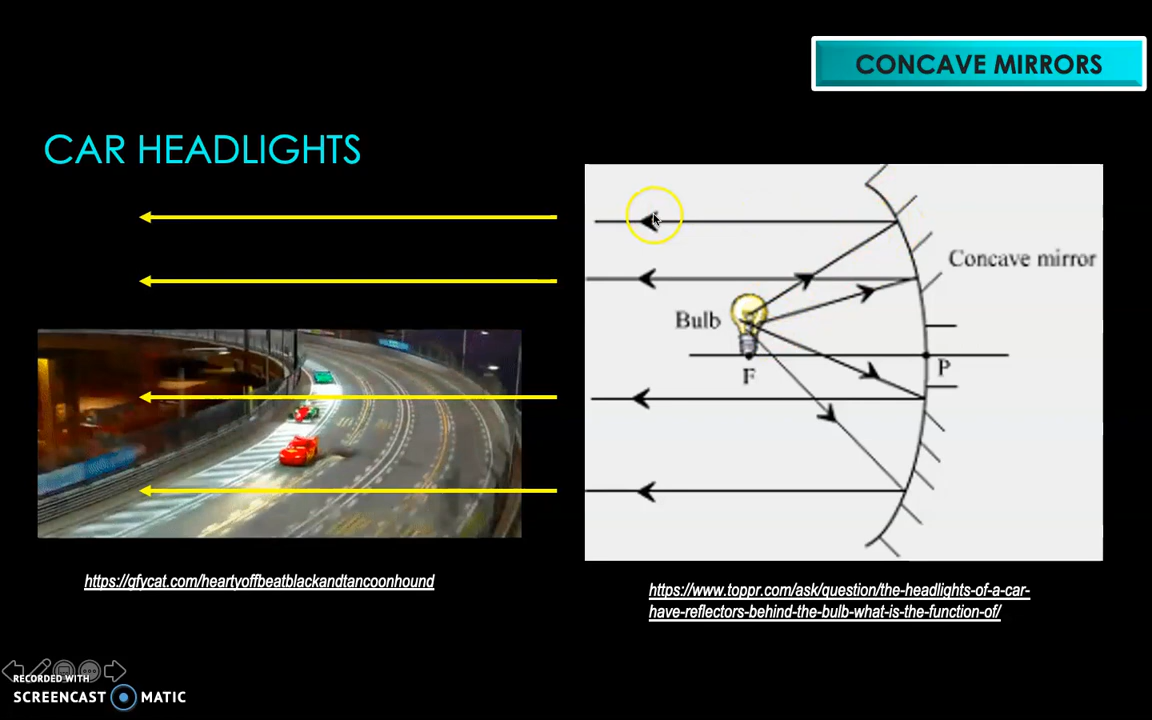 CONCAVE MIRRORS
CAR HEADLIGHTS
Concave mirror
Bulb
F
P
https://gfycat.com/heartyoffbeatblackandtancoonhound
https://www.toppr.com/ask/question/the-headlights-of-a-car-
have-reflectors-behind-the-bulb-what-is-the-function-of/
RECORDED WITH
SCREENCAST MATIC